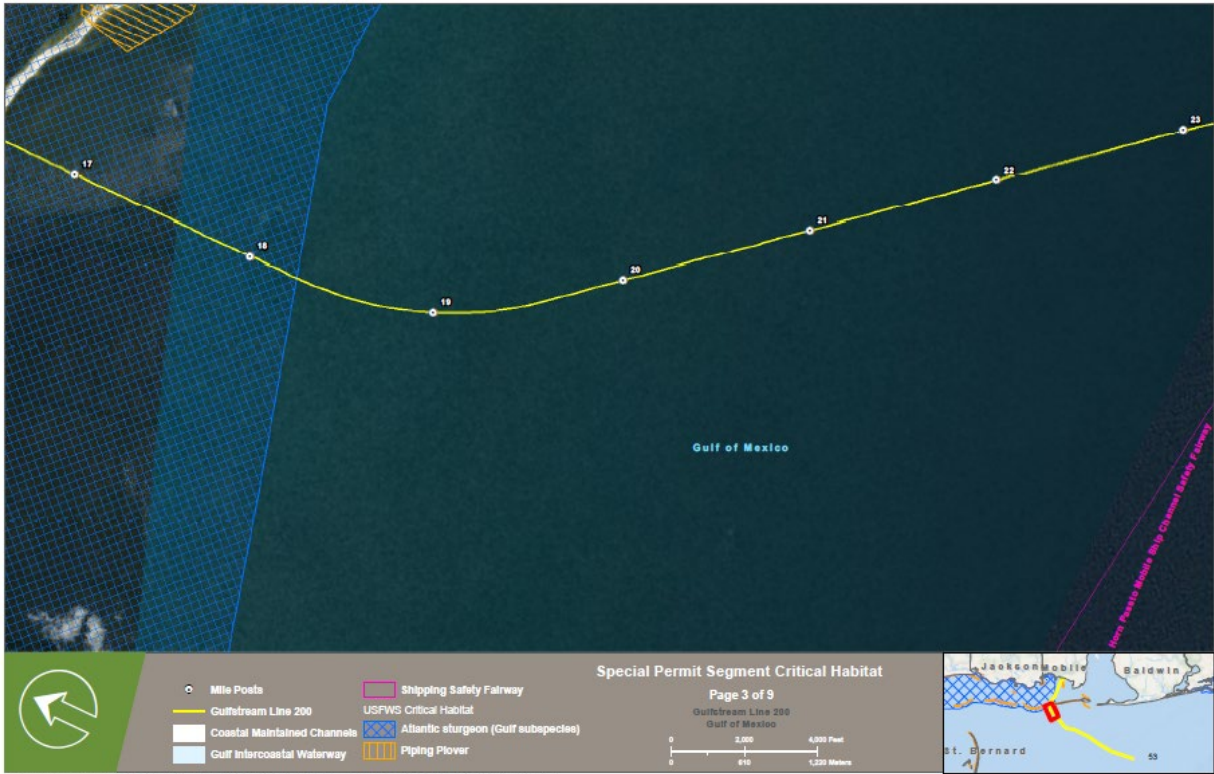 17
18
19
20
21
22
23
Gulf of Mexico
Horn Pass to Mobile Ship Channel Safety Fairway
Mile Posts
Gulfstream Line 200
Coastal Maintained Channels
Gulf Intercoastal Waterway
Shipping Safety Fairway
USFWS Critical Habitat
Atlantic sturgeon (Gulf subspecies)
Piping Plover
Special Permit Segment Critical Habitat
Page 3 of 9
Gulfstream Line 200
Gulf of Mexico
0 2,000 4,000 Feet
0 610 1,220 Meters
Jackson Mobile Baldwin
St. Bernard
53